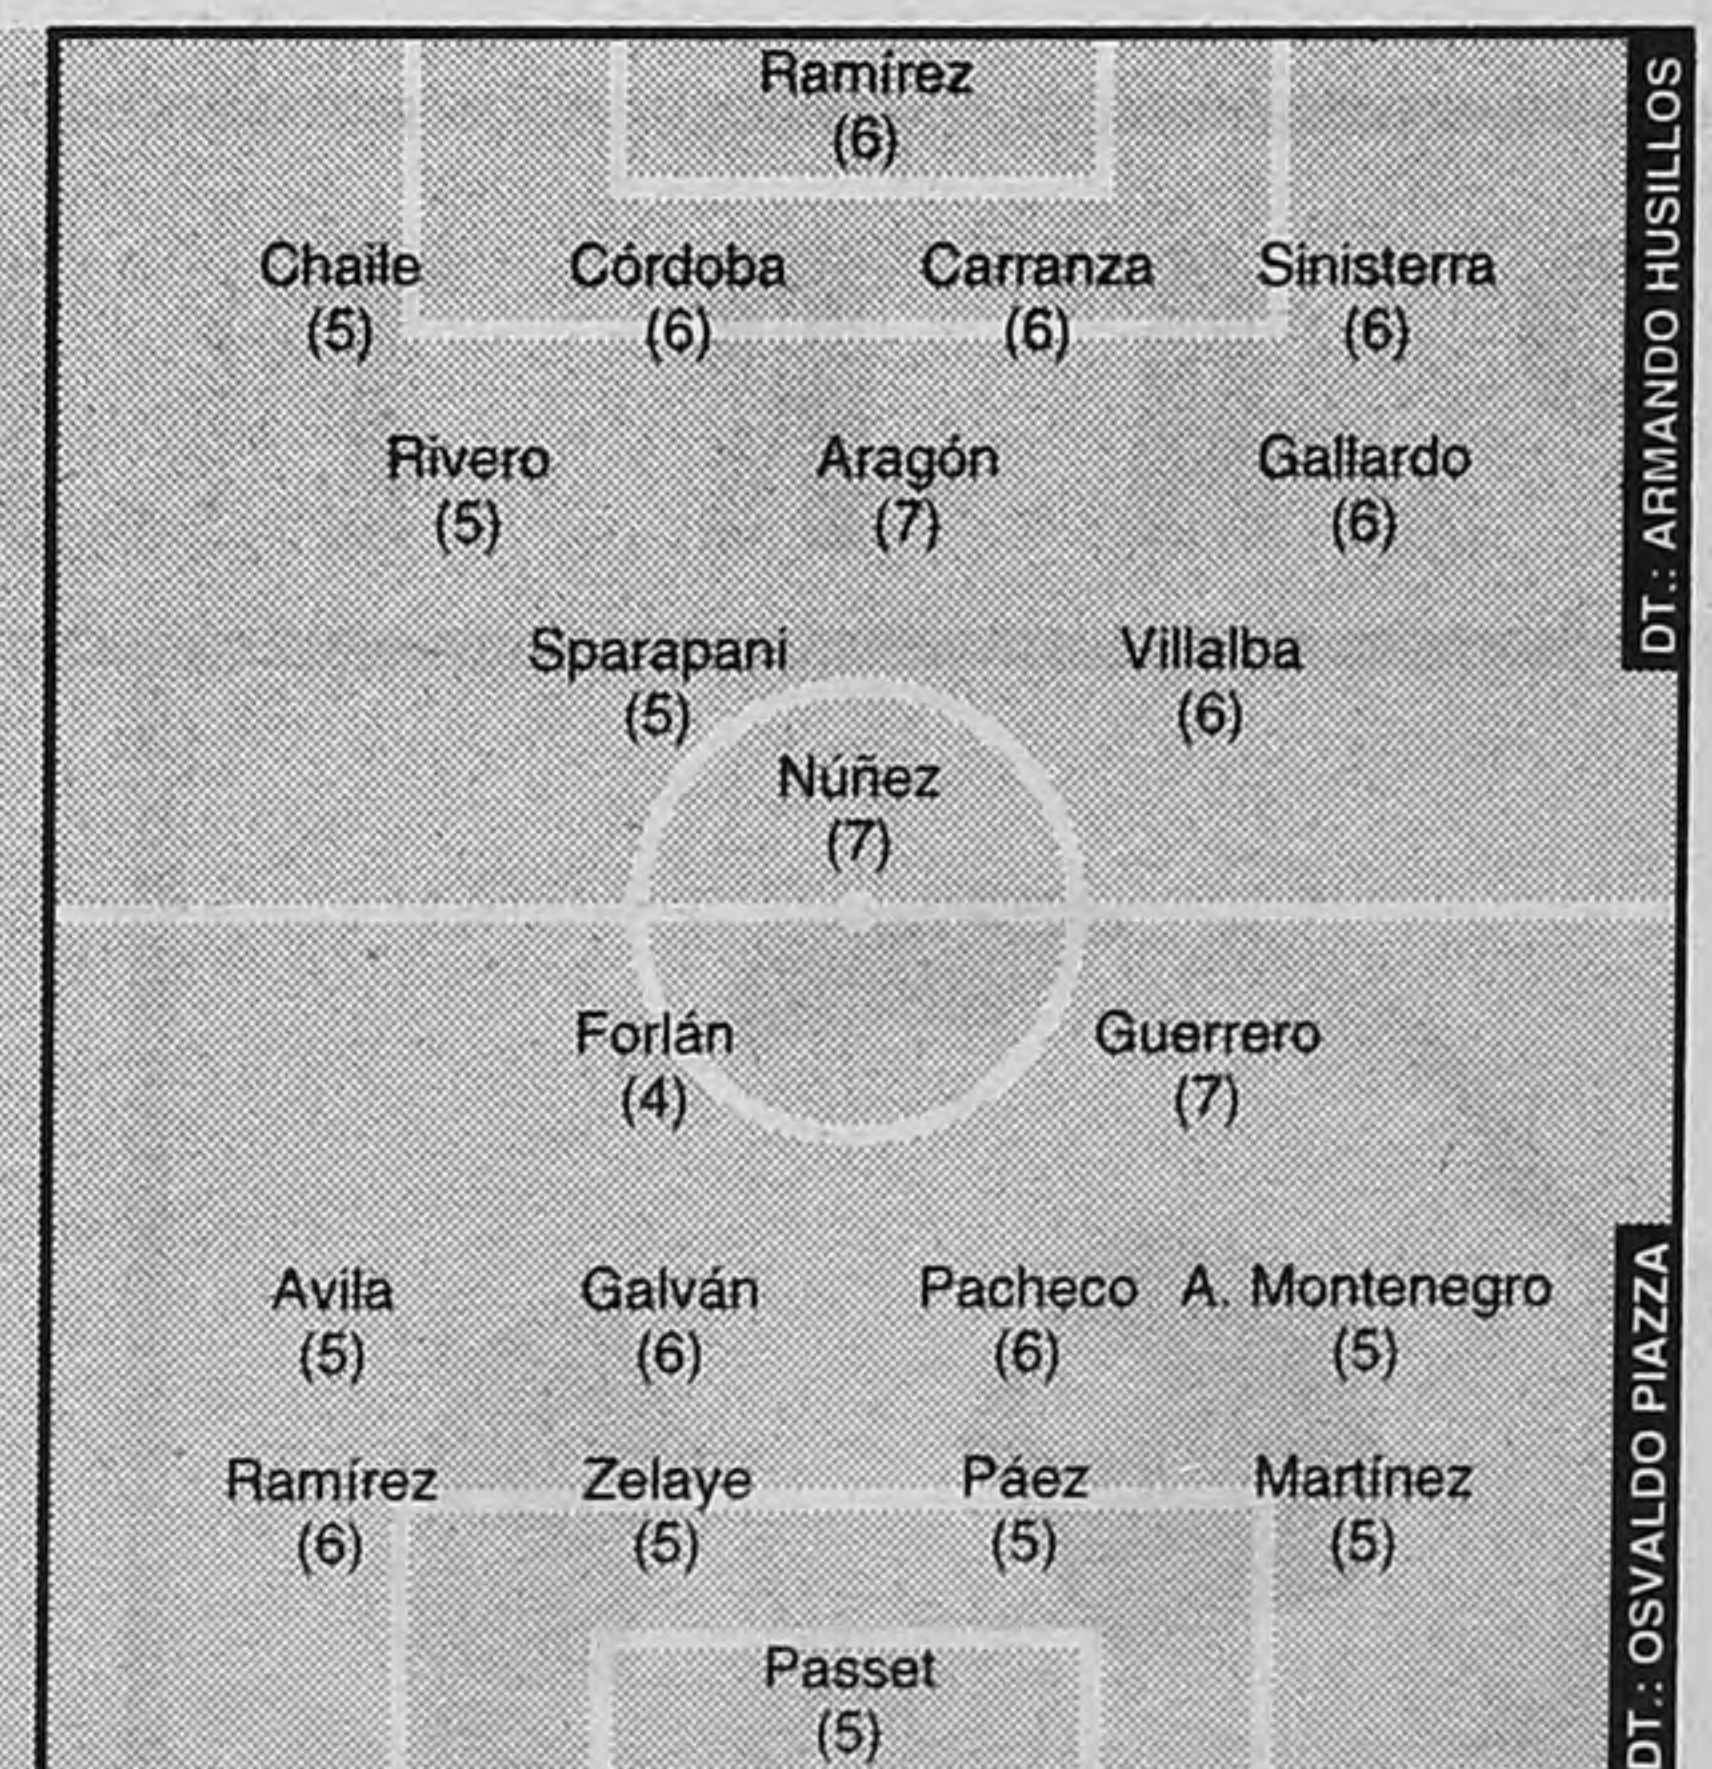 Ramírez
(6)
Chaile Córdoba Carranza Sinisterra
(5) (6) (6) (6)
Rivero Aragón Gallardo
(5) (7) (6)
Sparapani Villalba
(5) (6)
Núñez
(7)
DT.: ARMANDO HUSILLOS
Forlán Guerrero
(4) (7)
Avila Galván Pacheco A. Montenegro
(5) (6) (6) (5)
Ramírez Zelaye Páez Martínez
(6) (5) (5) (5)
Passet
(5)
DT.: OSVALDO PIAZZA